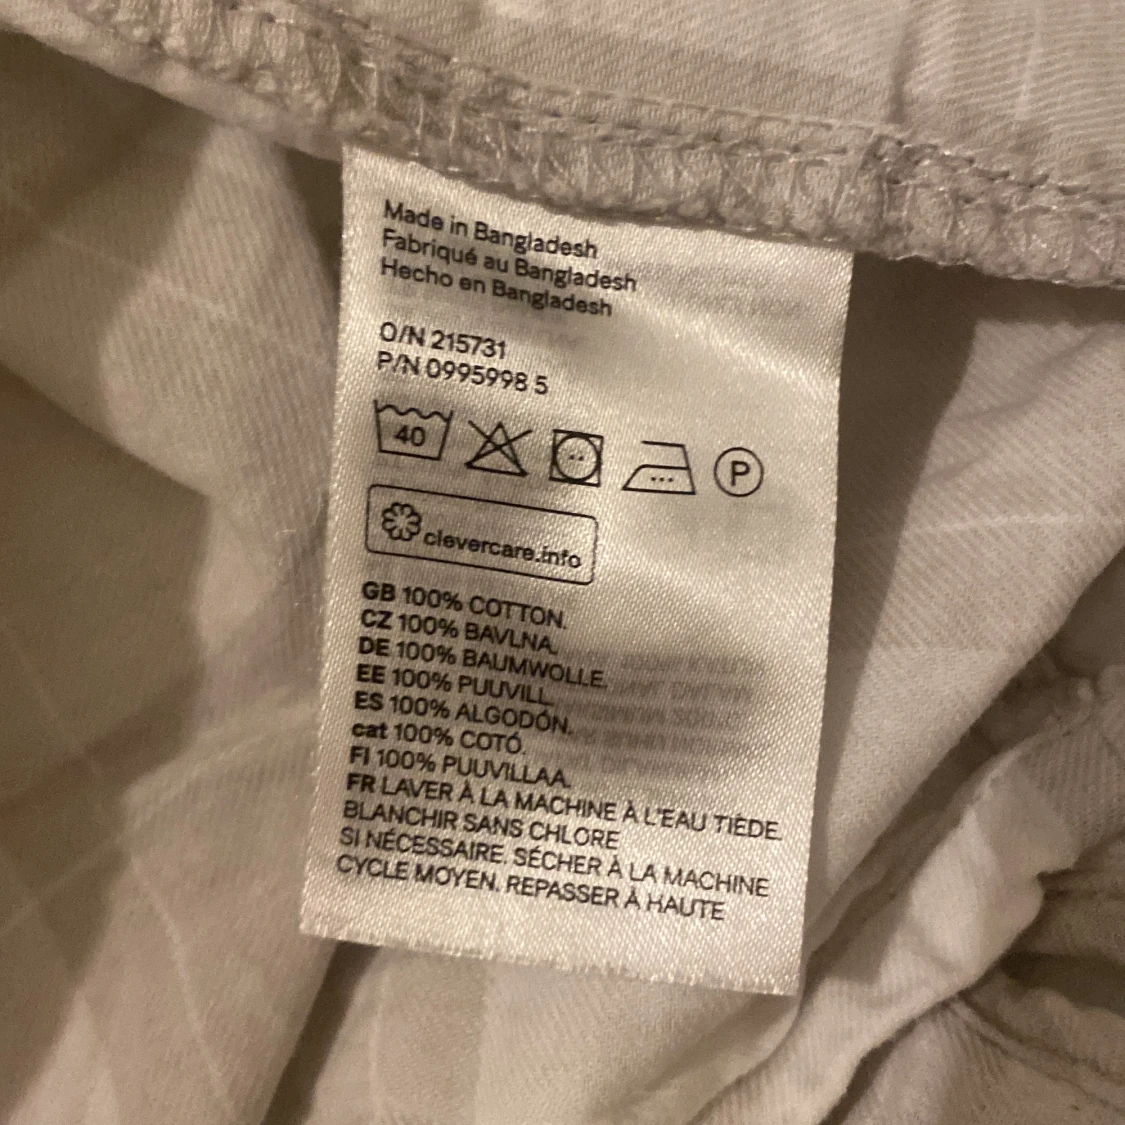 Made in Bangladesh
Fabriqué au Bangladesh
Hecho en Bangladesh
O/N 215731
P/N 0995998 5
40 P
clevercare.info
GB 100% COTTON.
CZ 100% BAVLNA.
DE 100% BAUMWOLLE.
EE 100% PUUVILL.
ES 100% ALGODÓN.
cat 100% COTÓ.
FI 100% PUUVILLAA.
FR LAVER À LA MACHINE À L'EAU TIÈDE.
BLANCHIR SANS CHLORE
SI NÉCESSAIRE. SÉCHER À LA MACHINE
CYCLE MOYEN. REPASSER À HAUTE